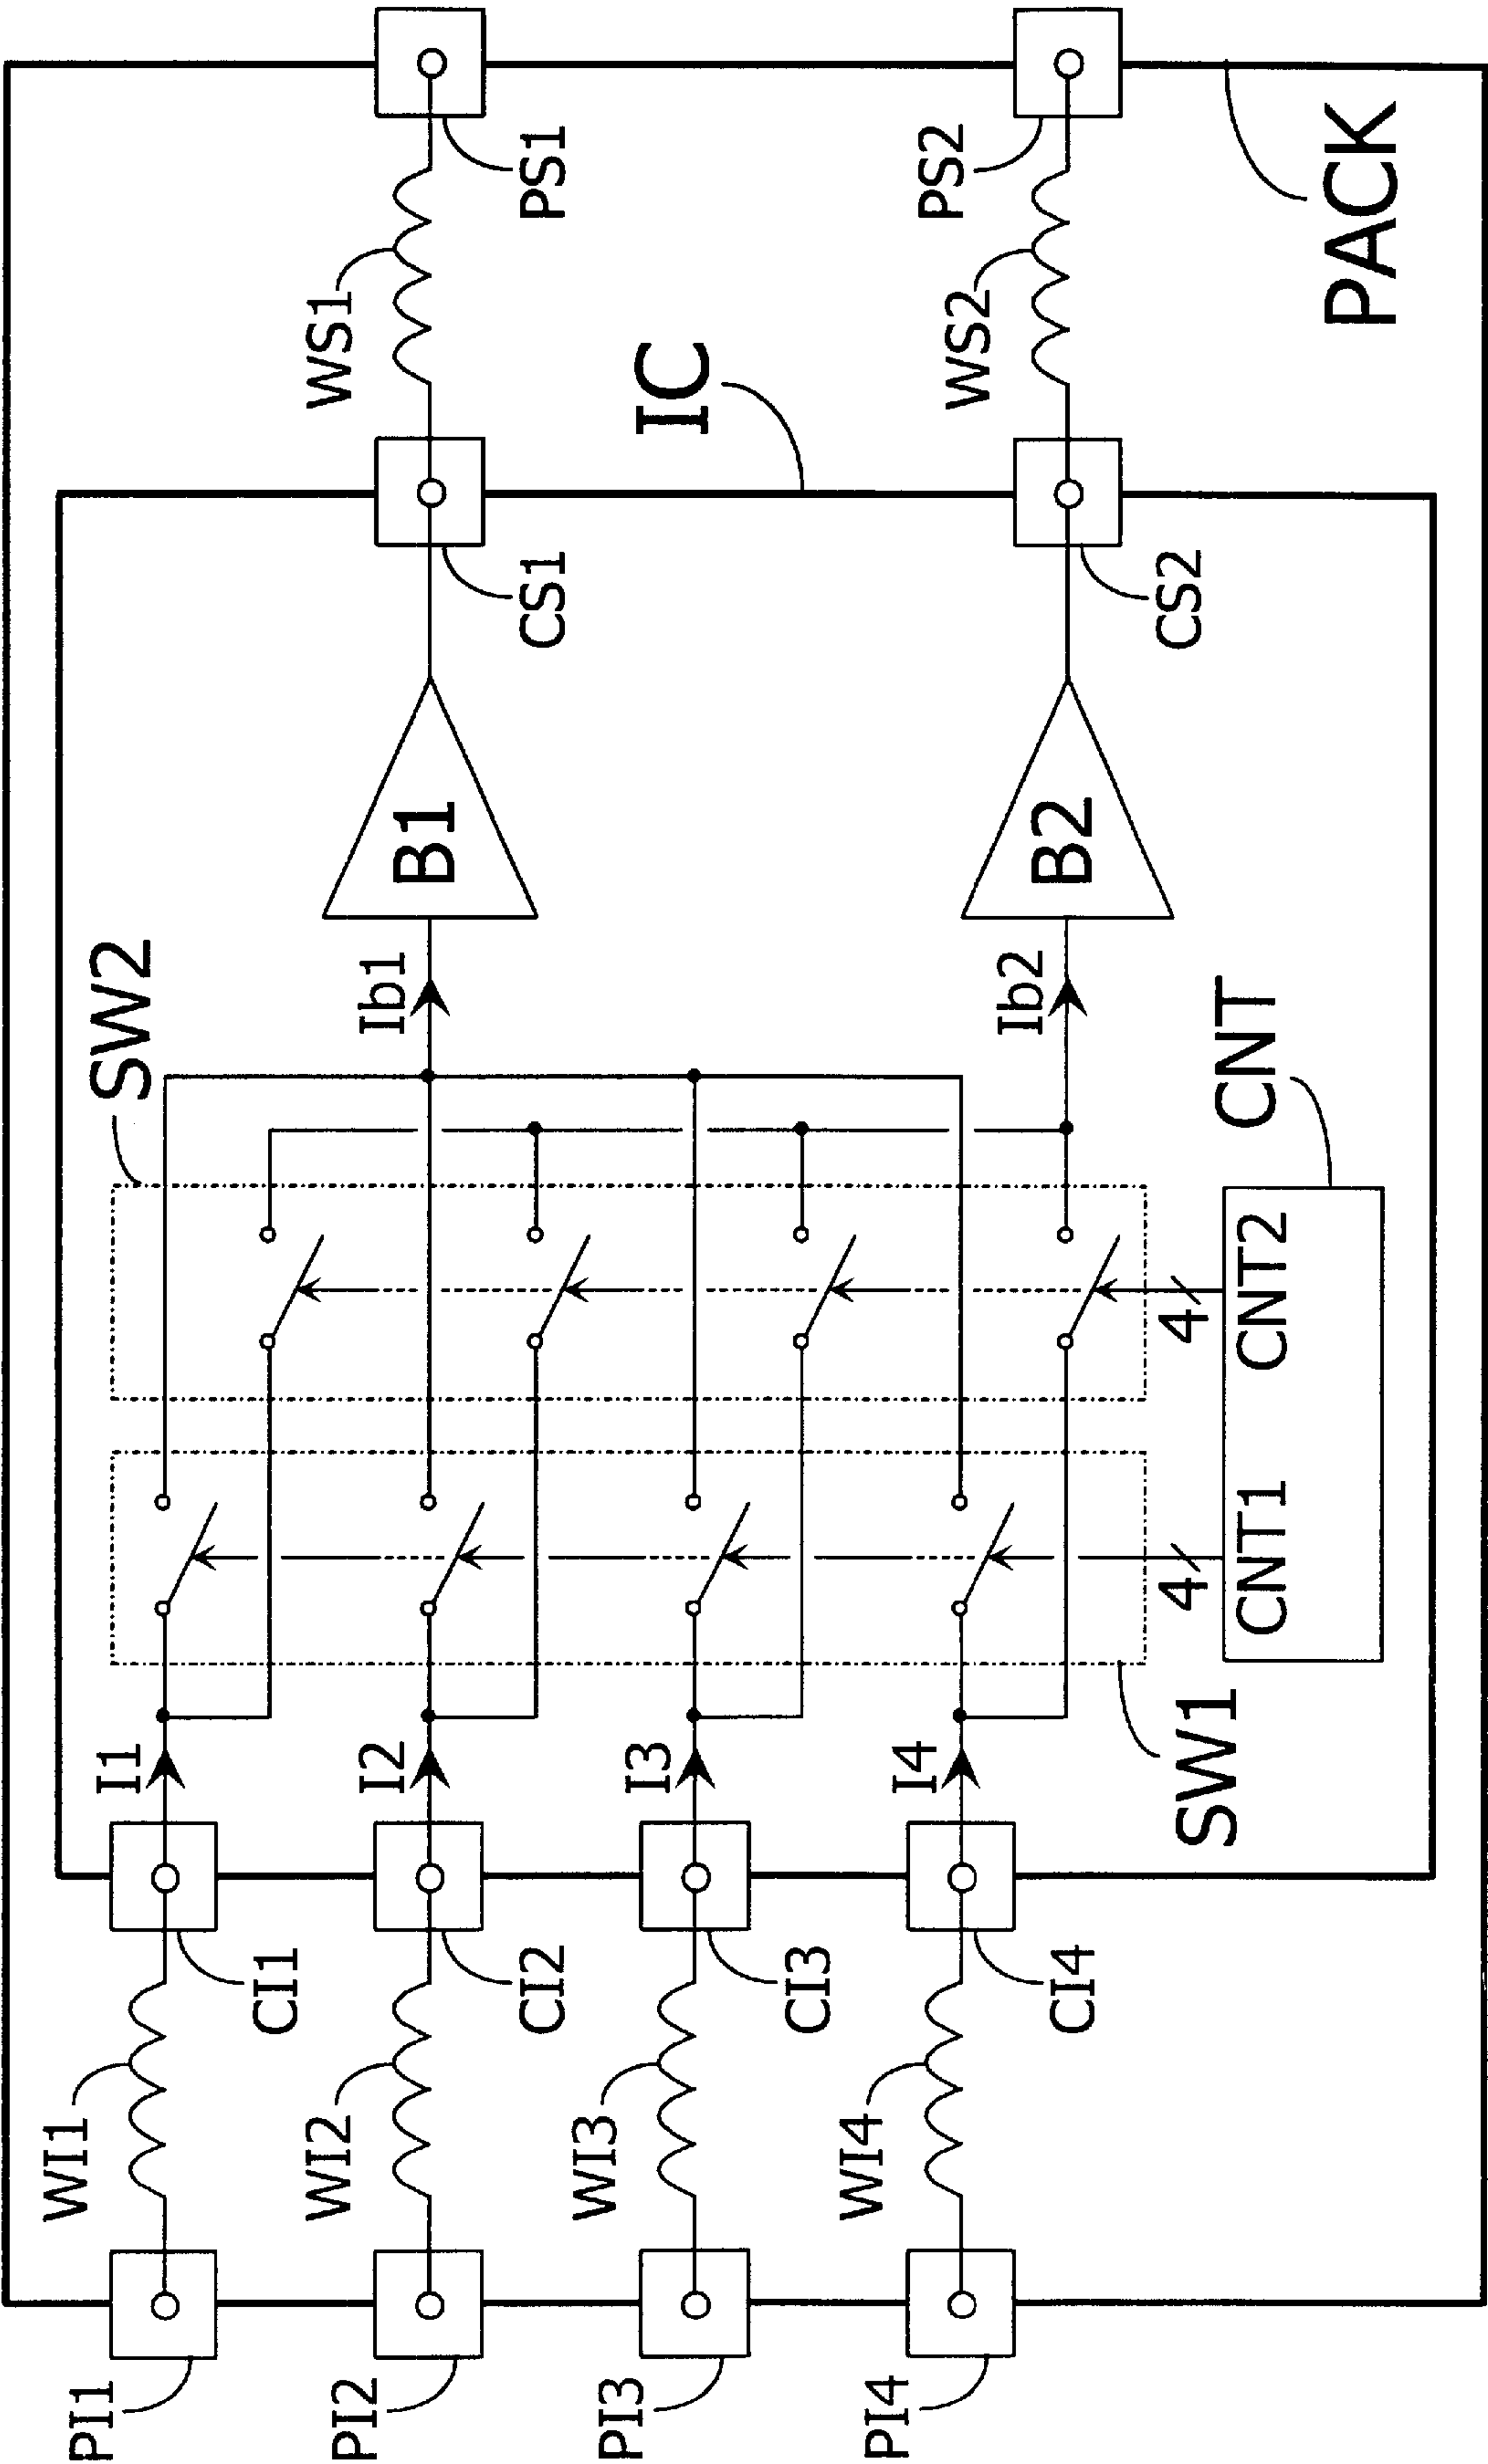 PI1
WI1
CI1
I1
SW2
PI2
WI2
CI2
I2
Ib1
B1
CS1
WS1
PS1
IC
PI3
WI3
CI3
I3
PI4
WI4
CI4
I4
Ib2
B2
CS2
WS2
PS2
SW1
4
4
CNT1
CNT2
CNT
PACK